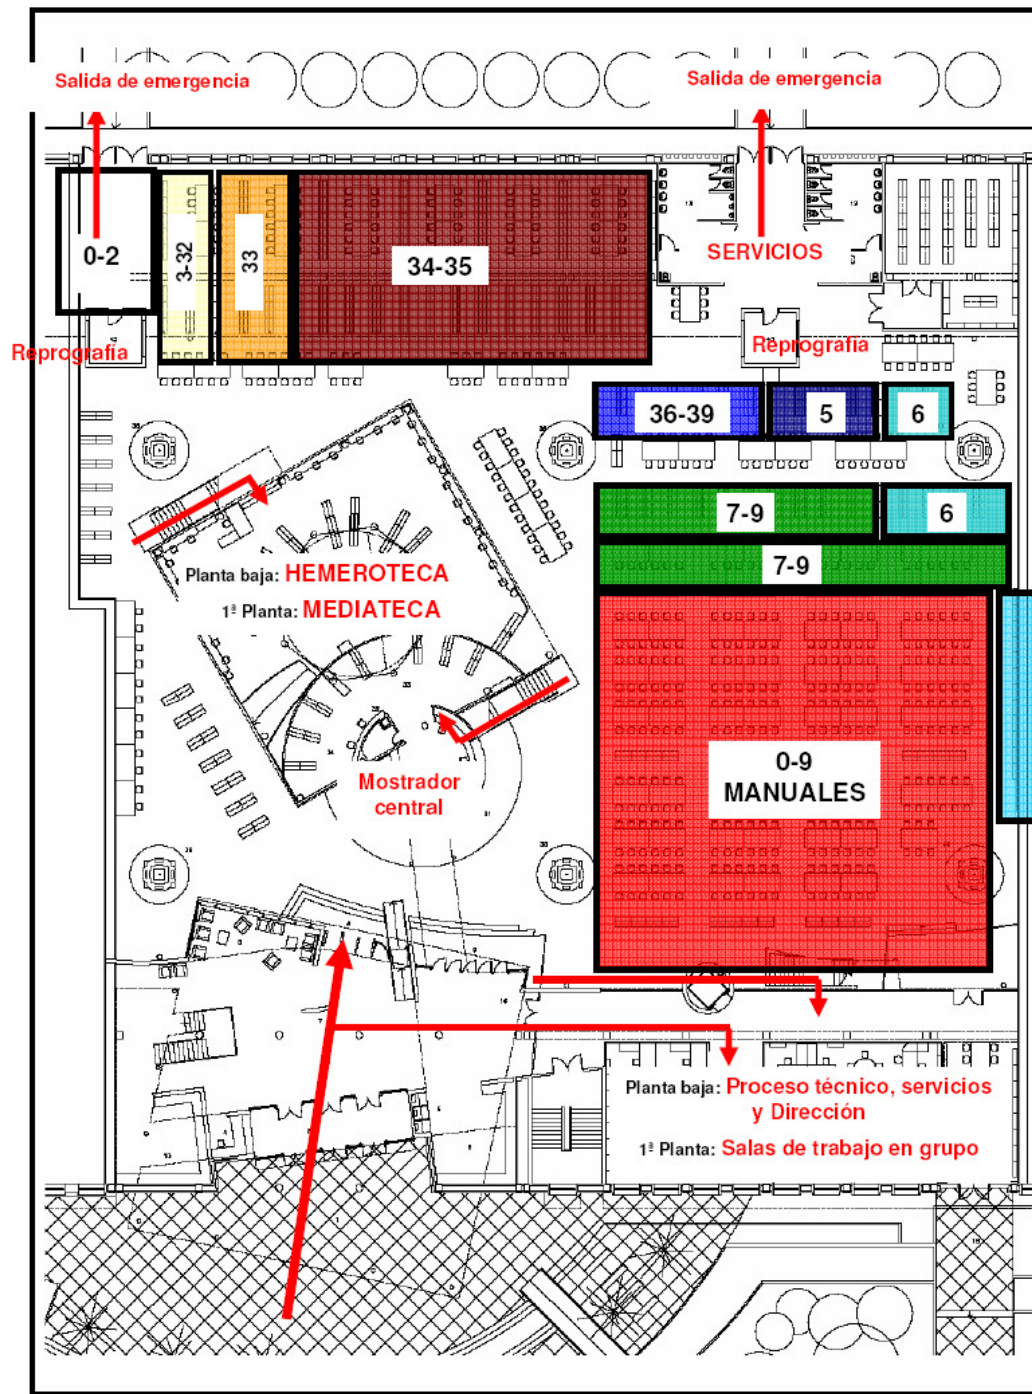 Salida de emergencia
Salida de emergencia
0-2
3-32
33
34-35
SERVICIOS
Reprografía
Reprografía
36-39
5
6
7-9
6
7-9
Planta baja: HEMEROTECA
1ª Planta: MEDIATECA
0-9
MANUALES
Mostrador
central
Planta baja: Proceso técnico, servicios
y Dirección
1ª Planta: Salas de trabajo en grupo